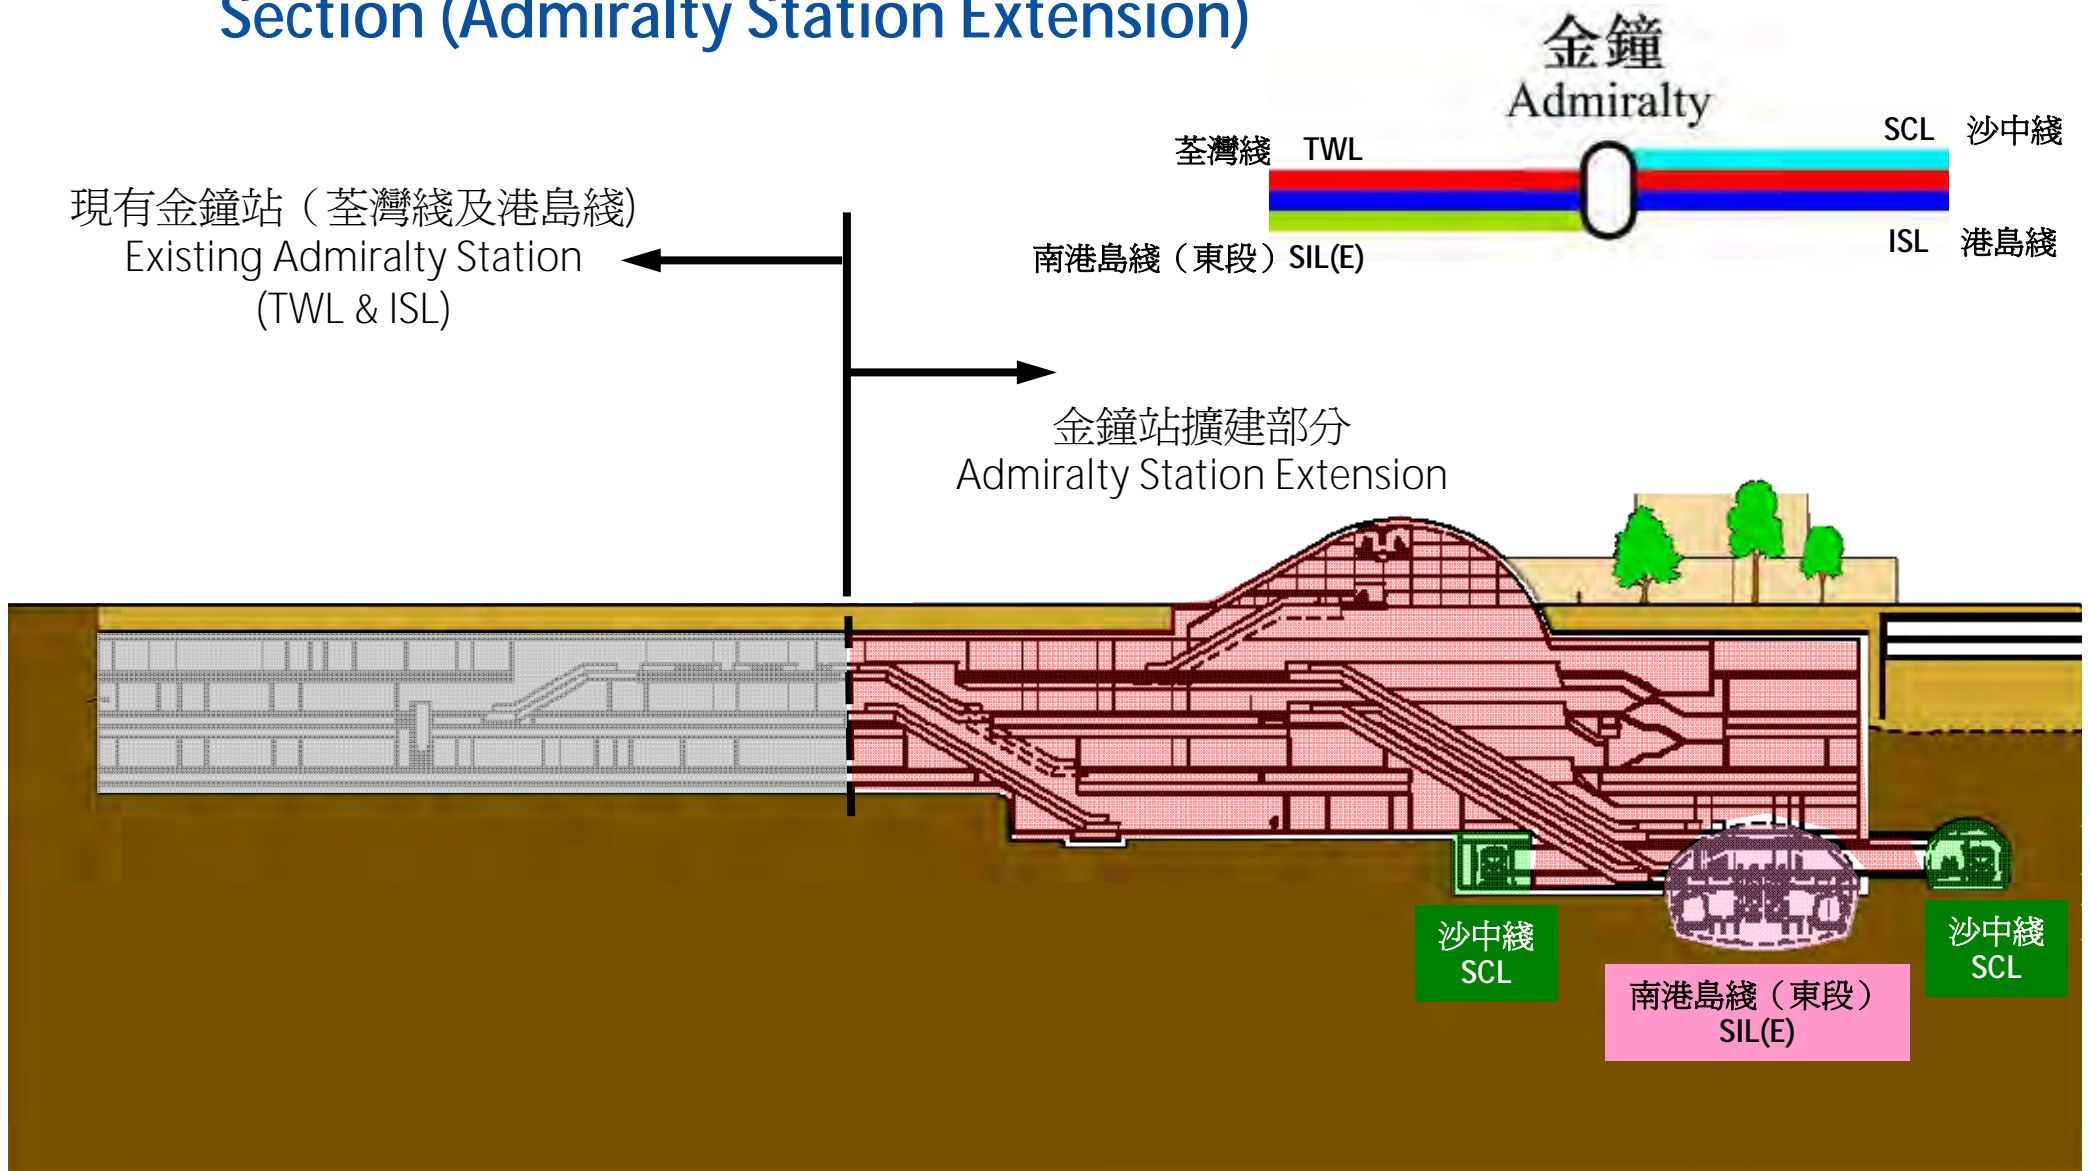 Section (Admiralty Station Extension)
金鐘
Admiralty
荃灣綫 TWL
SCL 沙中綫
南港島綫（東段）SIL(E)
ISL 港島綫
現有金鐘站（荃灣綫及港島綫)
Existing Admiralty Station
(TWL & ISL)
金鐘站擴建部分
Admiralty Station Extension
沙中綫
SCL
南港島綫（東段）
SIL(E)
沙中綫
SCL